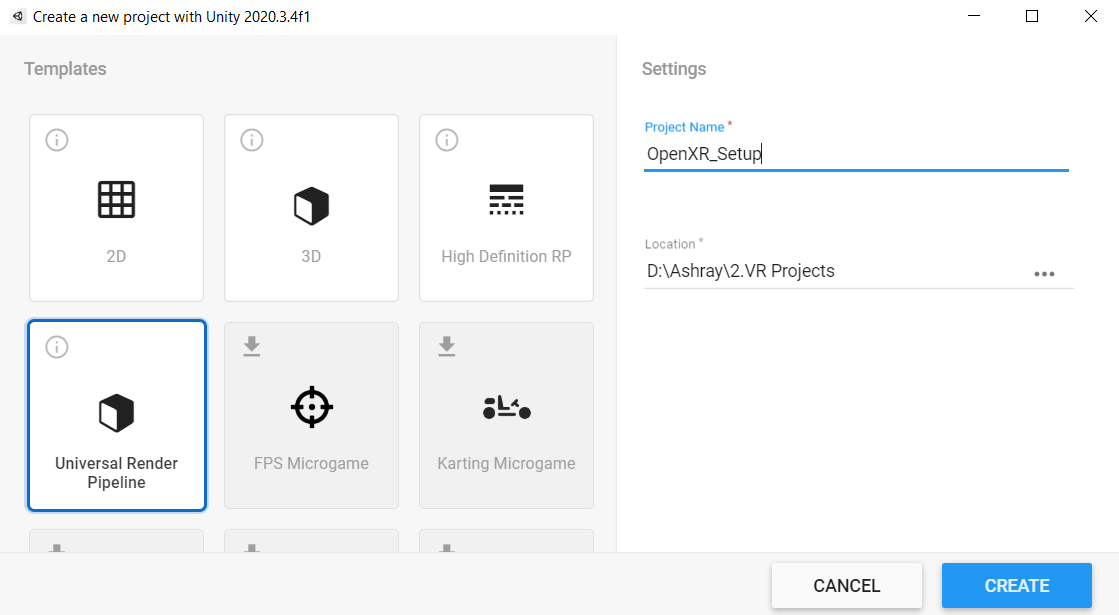 Create a new project with Unity 2020.3.4f1
Templates
2D
3D
High Definition RP
Universal Render
Pipeline
FPS Microgame
Karting Microgame
Settings
Project Name *
OpenXR_Setup
Location *
D:\Ashray\2.VR Projects
CANCEL
CREATE